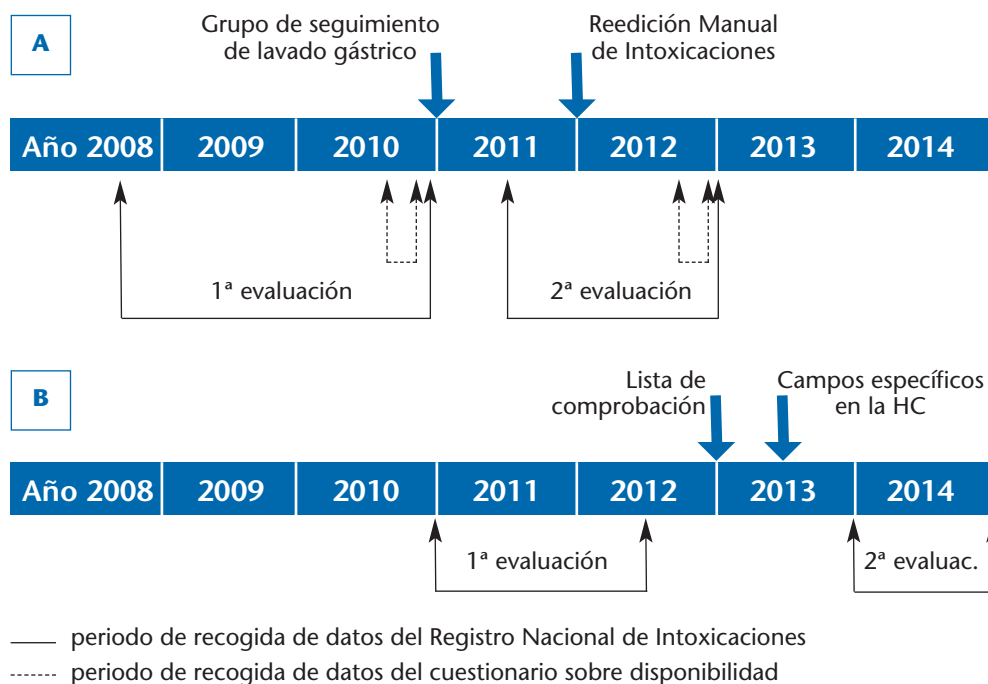 A
Grupo de seguimiento
de lavado gástrico
Reedición Manual
de Intoxicaciones
Año 2008 2009 2010 2011 2012 2013 2014
1ª evaluación 2ª evaluación
B
Lista de
comprobación
Campos específicos
en la HC
Año 2008 2009 2010 2011 2012 2013 2014
1ª evaluación 2ª evaluac.
periodo de recogida de datos del Registro Nacional de Intoxicaciones
periodo de recogida de datos del cuestionario sobre disponibilidad